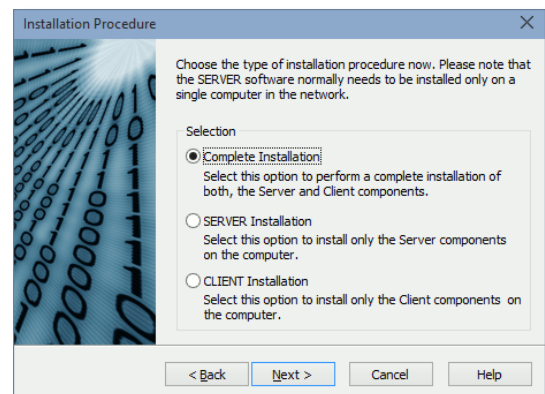 Installation Procedure
Choose the type of installation procedure now. Please note that
the SERVER software normally needs to be installed only on a
single computer in the network.
Selection
Complete Installation
Select this option to perform a complete installation of
both, the Server and Client components.
SERVER Installation
Select this option to install only the Server components
on the computer.
CLIENT Installation
Select this option to install only the Client components on
the computer.
< Back Next > Cancel Help